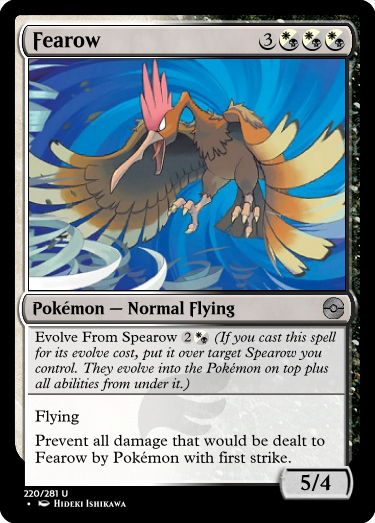 Fearow 3
Pokémon — Normal Flying
Evolve From Spearow 2 (If you cast this spell
for its evolve cost, put it over target Spearow you
control. They evolve into the Pokémon on top plus
all abilities from under it.)
Flying
Prevent all damage that would be dealt to
Fearow by Pokémon with first strike.
5/4
220/281 U
• Hideki Ishikawa